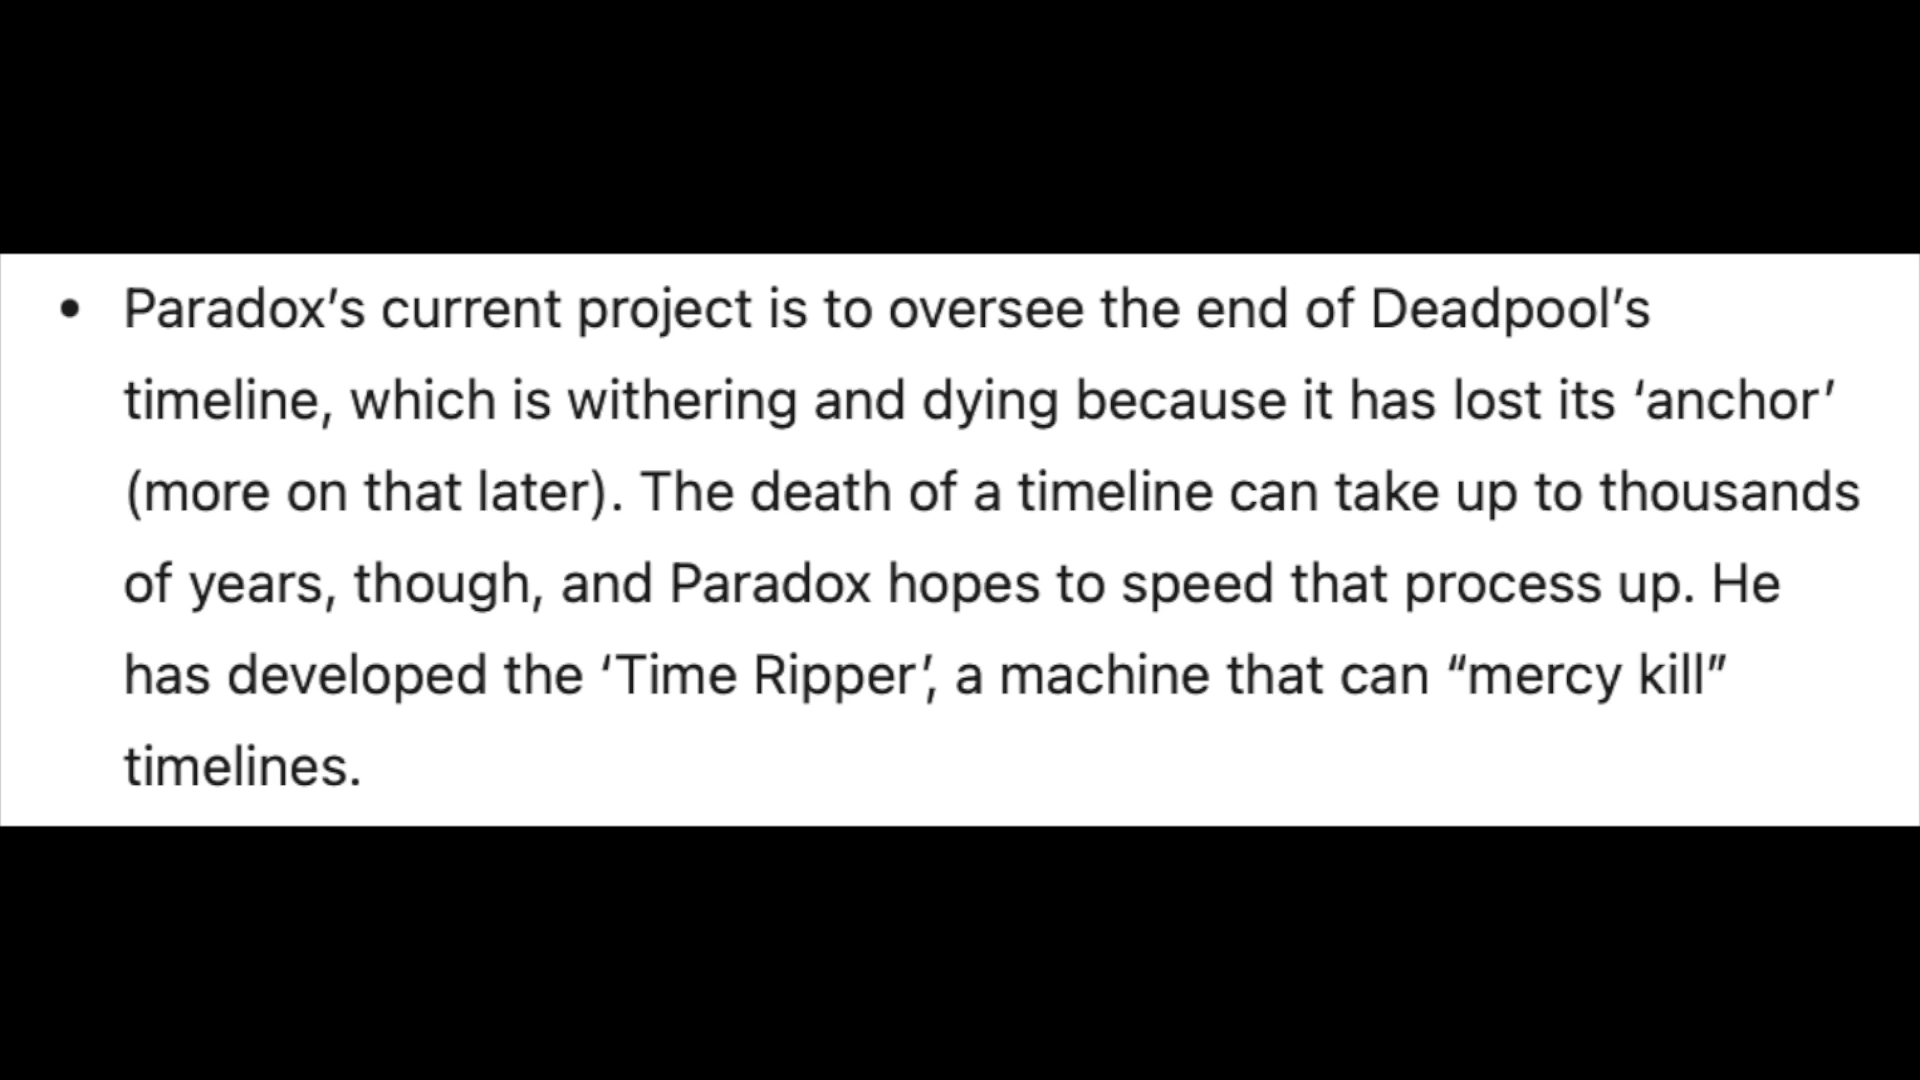 • Paradox’s current project is to oversee the end of Deadpool’s
timeline, which is withering and dying because it has lost its ‘anchor’
(more on that later). The death of a timeline can take up to thousands
of years, though, and Paradox hopes to speed that process up. He
has developed the ‘Time Ripper’, a machine that can “mercy kill”
timelines.